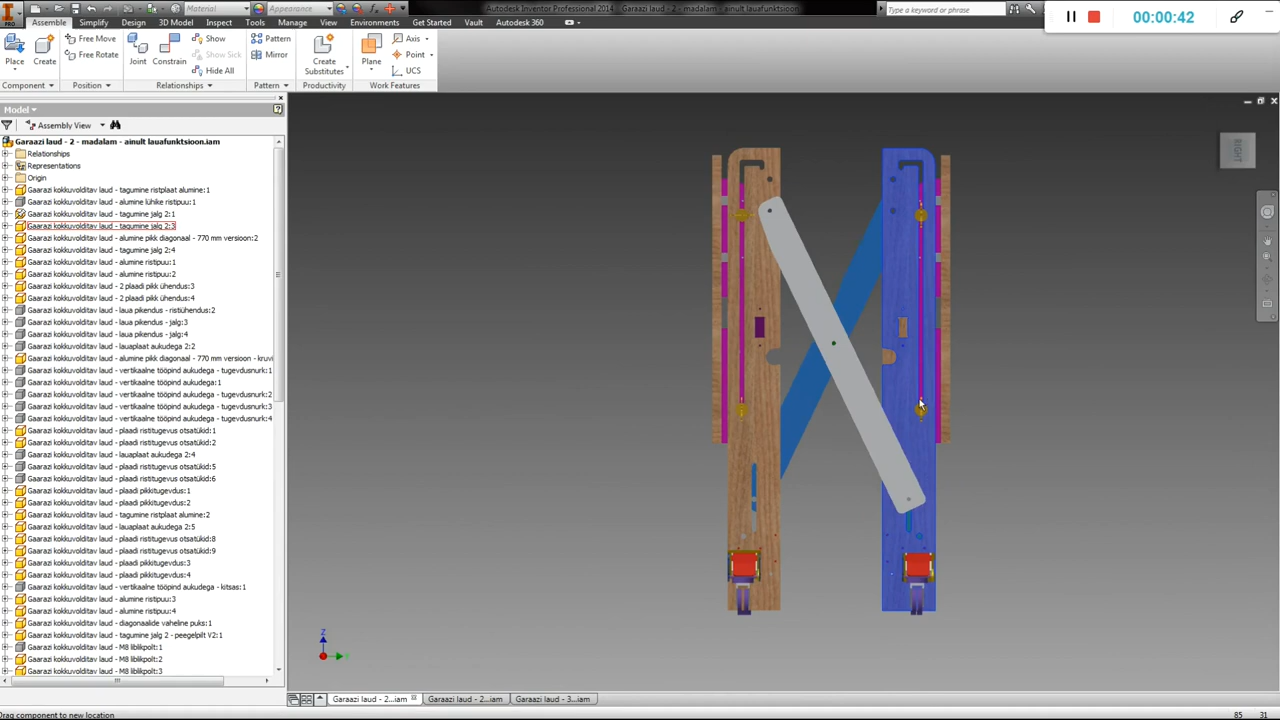 Material
Appearance
Autodesk Inventor Professional 2014 Garaazi laud - 2 - madalam - ainult lauafunktsioon
Type a keyword or phrase
00:00:42
PRO
Assemble Simplify Design 3D Model Inspect Tools Manage View Environments Get Started Vault Autodesk 360
Place
Create
Free Move
Free Rotate
Joint
Constrain
Show
Show Sick
Hide All
Pattern
Mirror
Create
Substitutes
Plane
Axis
Point
UCS
Component Position Relationships Pattern Productivity Work Features
Model
Assembly View
Garaazi laud - 2 - madalam - ainult lauafunktsioon.iam
Relationships
Representations
Origin
Gaarazi kokkuvolditav laud - tagumine ristplaat alumine:1
Gaarazi kokkuvolditav laud - alumine lühike ristipuu:1
Gaarazi kokkuvolditav laud - tagumine jalg 2:1
Gaarazi kokkuvolditav laud - tagumine jalg 2:3
Gaarazi kokkuvolditav laud - alumine pikk diagonaal - 770 mm versioon:2
Gaarazi kokkuvolditav laud - tagumine jalg 2:4
Gaarazi kokkuvolditav laud - alumine ristipuu:1
Gaarazi kokkuvolditav laud - alumine ristipuu:2
Gaarazi kokkuvolditav laud - 2 plaadi pikk ühendus:3
Gaarazi kokkuvolditav laud - 2 plaadi pikk ühendus:4
Gaarazi kokkuvolditav laud - laua pikendus - ristiühendus:2
Gaarazi kokkuvolditav laud - laua pikendus - jalg:3
Gaarazi kokkuvolditav laud - laua pikendus - jalg:4
Gaarazi kokkuvolditav laud - lauaplaat aukudega 2:2
Gaarazi kokkuvolditav laud - alumine pikk diagonaal - 770 mm versioon - kruvi
Gaarazi kokkuvolditav laud - vertikaalne tööpind aukudega - tugevdusnurk:1
Gaarazi kokkuvolditav laud - vertikaalne tööpind aukudega:1
Gaarazi kokkuvolditav laud - vertikaalne tööpind aukudega - tugevdusnurk:2
Gaarazi kokkuvolditav laud - vertikaalne tööpind aukudega - tugevdusnurk:3
Gaarazi kokkuvolditav laud - vertikaalne tööpind aukudega - tugevdusnurk:4
Gaarazi kokkuvolditav laud - plaadi ristitugevus otsatükid:1
Gaarazi kokkuvolditav laud - plaadi ristitugevus otsatükid:2
Gaarazi kokkuvolditav laud - lauaplaat aukudega 2:4
Gaarazi kokkuvolditav laud - plaadi ristitugevus otsatükid:5
Gaarazi kokkuvolditav laud - plaadi ristitugevus otsatükid:6
Gaarazi kokkuvolditav laud - plaadi pikkitugevdus:1
Gaarazi kokkuvolditav laud - plaadi pikkitugevdus:2
Gaarazi kokkuvolditav laud - tagumine ristplaat alumine:2
Gaarazi kokkuvolditav laud - lauaplaat aukudega 2:5
Gaarazi kokkuvolditav laud - plaadi ristitugevus otsatükid:8
Gaarazi kokkuvolditav laud - plaadi ristitugevus otsatükid:9
Gaarazi kokkuvolditav laud - plaadi pikkitugevdus:3
Gaarazi kokkuvolditav laud - plaadi pikkitugevdus:4
Gaarazi kokkuvolditav laud - vertikaalne tööpind aukudega - kitsas:1
Gaarazi kokkuvolditav laud - alumine ristipuu:3
Gaarazi kokkuvolditav laud - alumine ristipuu:4
Gaarazi kokkuvolditav laud - diagonaalide vaheline puks:1
Gaarazi kokkuvolditav laud - tagumine jalg 2 - peegelpilt V2:1
Gaarazi kokkuvolditav laud - M8 liblikpolt:1
Gaarazi kokkuvolditav laud - M8 liblikpolt:2
Gaarazi kokkuvolditav laud - M8 liblikpolt:3
RIGHT
Z
Garaazi laud - 2...iam Garaazi laud - 2...iam Garaazi laud - 3...iam
Drag component to new location
85 31